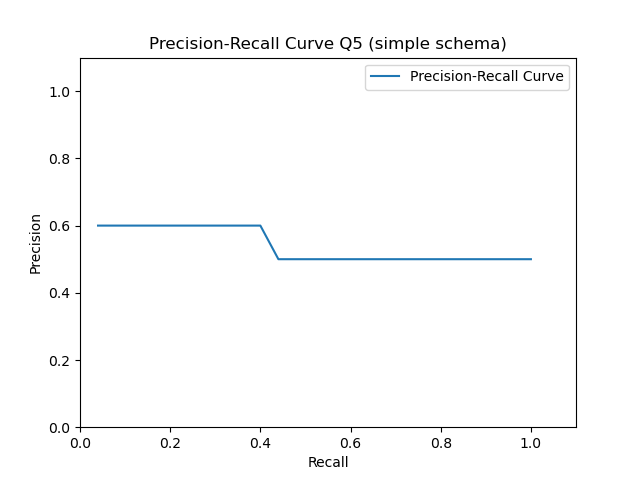 Precision-Recall Curve Q5 (simple schema)
Precision-Recall Curve
1.0
0.8
0.6
0.4
0.2
0.0
Precision
0.0 0.2 0.4 0.6 0.8 1.0
Recall